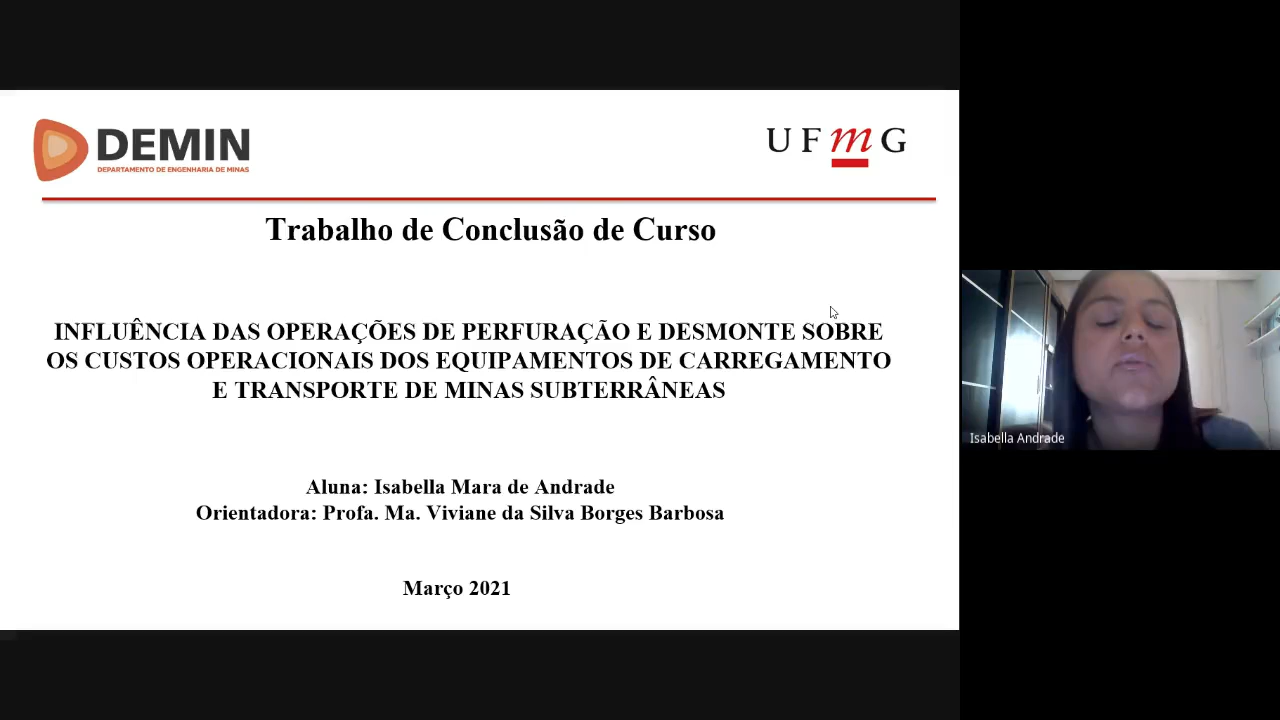 DEMIN
DEPARTAMENTO DE ENGENHARIA DE MINAS
UFmG
Trabalho de Conclusão de Curso
INFLUÊNCIA DAS OPERAÇÕES DE PERFURAÇÃO E DESMONTE SOBRE
OS CUSTOS OPERACIONAIS DOS EQUIPAMENTOS DE CARREGAMENTO
E TRANSPORTE DE MINAS SUBTERRÂNEAS
Aluna: Isabella Mara de Andrade
Orientadora: Profa. Ma. Viviane da Silva Borges Barbosa
Março 2021
Isabella Andrade